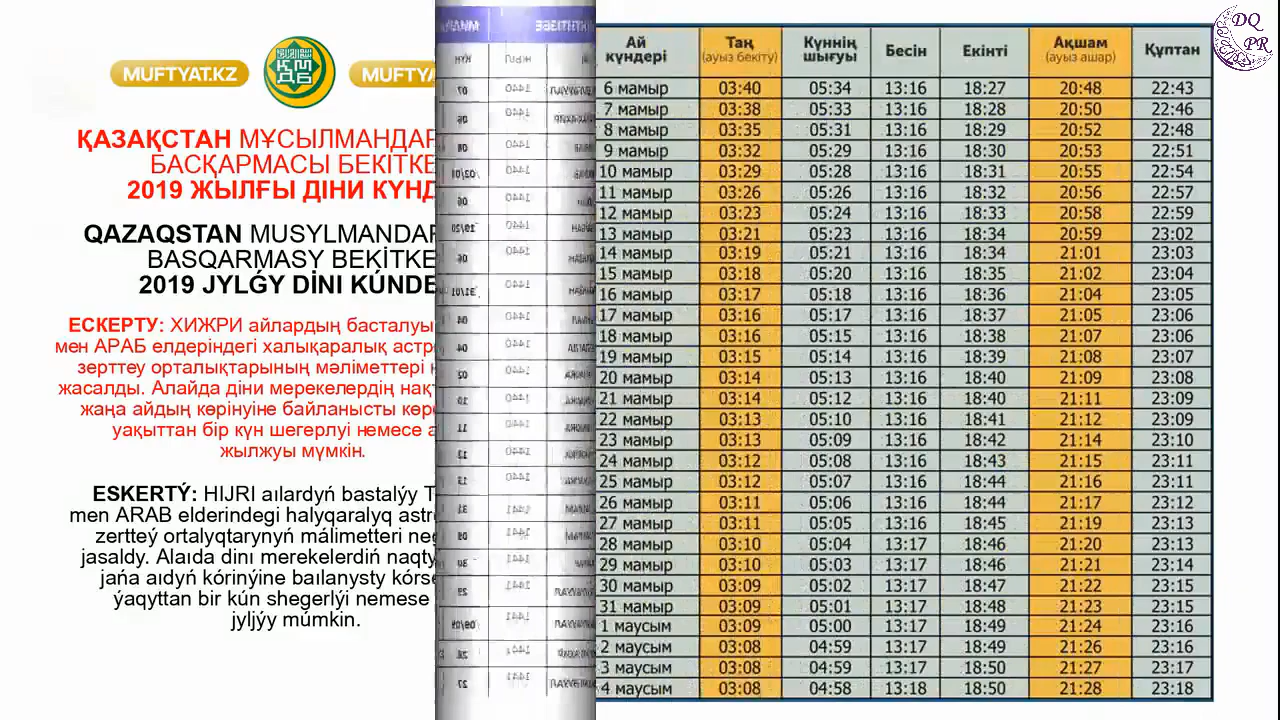 MUFTYAT.KZ
ҚМДБ
MUFTYA
ҚАЗАҚСТАН МҰСЫЛМАНДАР
БАСҚАРМАСЫ БЕКІТКЕ
2019 ЖЫЛҒЫ ДІНИ КҮНД
QAZAQSTAN MUSYLMANDAR
BASQARMASY BEKİTKE
2019 JYLǴY DİNI KÚNDE
ЕСКЕРТУ: ХИЖРИ айлардың басталуы
мен АРАБ елдеріндегі халықаралық астр
зерттеу орталықтарының мәліметтері
жасалды. Алайда діни мерекелердің нақт
жаңа айдың көрінуіне байланысты көр
уақыттан бір күн шегерлуі немесе а
жылжуы мүмкін.
ESKERTÝ: HIJRI aılardyń bastalýy T
men ARAB elderindegi halyqaralyq astr
zertteý ortalyqtarynyń málimetteri neg
jasaldy. Alaıda dinı merekelerdiń naqty
jańa aıdyń kórinýine baılanysty kórse
ýaqyttan bir kún shegerlýi nemese
jyljýy múmkin.
DQ
PR
Ай күндері Таң (ауыз бекіту) Күннің шығуы Бесін Екінті Ақшам (ауыз ашар) Құптан
6 мамыр 03:40 05:34 13:16 18:27 20:48 22:43
7 мамыр 03:38 05:33 13:16 18:28 20:50 22:46
8 мамыр 03:35 05:31 13:16 18:29 20:52 22:48
9 мамыр 03:32 05:29 13:16 18:30 20:53 22:51
10 мамыр 03:29 05:28 13:16 18:31 20:55 22:54
11 мамыр 03:26 05:26 13:16 18:32 20:56 22:57
12 мамыр 03:23 05:24 13:16 18:33 20:58 22:59
13 мамыр 03:21 05:23 13:16 18:34 20:59 23:02
14 мамыр 03:19 05:21 13:16 18:34 21:01 23:03
15 мамыр 03:18 05:20 13:16 18:35 21:02 23:04
16 мамыр 03:17 05:18 13:16 18:36 21:04 23:05
17 мамыр 03:16 05:17 13:16 18:37 21:05 23:06
18 мамыр 03:16 05:15 13:16 18:38 21:07 23:06
19 мамыр 03:15 05:14 13:16 18:39 21:08 23:07
20 мамыр 03:14 05:13 13:16 18:40 21:09 23:08
21 мамыр 03:14 05:12 13:16 18:40 21:11 23:09
22 мамыр 03:13 05:10 13:16 18:41 21:12 23:09
23 мамыр 03:13 05:09 13:16 18:42 21:14 23:10
24 мамыр 03:12 05:08 13:16 18:43 21:15 23:11
25 мамыр 03:12 05:07 13:16 18:44 21:16 23:11
26 мамыр 03:11 05:06 13:16 18:44 21:17 23:12
27 мамыр 03:11 05:05 13:16 18:45 21:19 23:13
28 мамыр 03:10 05:04 13:17 18:46 21:20 23:13
29 мамыр 03:10 05:03 13:17 18:46 21:21 23:14
30 мамыр 03:09 05:02 13:17 18:47 21:22 23:15
31 мамыр 03:09 05:01 13:17 18:48 21:23 23:15
1 маусым 03:09 05:00 13:17 18:49 21:24 23:16
2 маусым 03:08 04:59 13:17 18:49 21:26 23:16
3 маусым 03:08 04:59 13:17 18:50 21:27 23:17
4 маусым 03:08 04:58 13:18 18:50 21:28 23:18